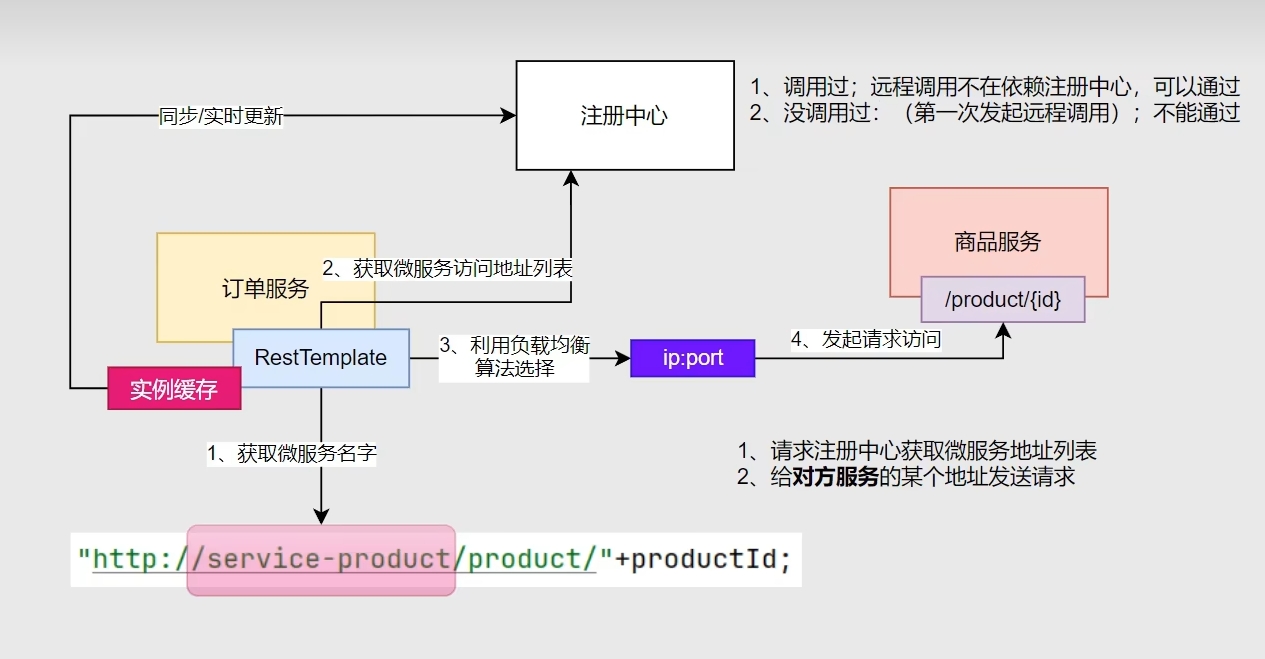 1、调用过；远程调用不在依赖注册中心，可以通过
2、没调用过：（第一次发起远程调用）；不能通过
注册中心
同步/实时更新
商品服务
/product/{id}
订单服务
2、获取微服务访问地址列表
RestTemplate
3、利用负载均衡
算法选择
ip:port
4、发起请求访问
实例缓存
1、获取微服务名字
1、请求注册中心获取微服务地址列表
2、给对方服务的某个地址发送请求
"http://service-product/product/"+productId;